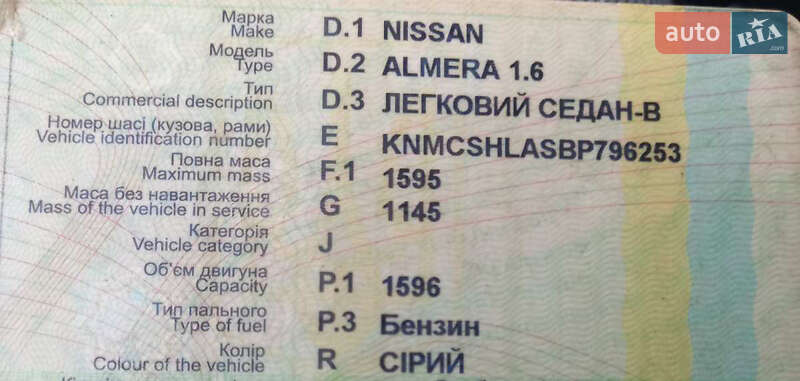 Марка
Make D.1 NISSAN
Модель
Type D.2 ALMERA 1.6
Тип
Commercial description D.3 ЛЕГКОВИЙ СЕДАН-В
Номер шасі (кузова, рами)
Vehicle identification number E KNMCSHLASBP796253
Повна маса
Maximum mass F.1 1595
Маса без навантаження
Mass of the vehicle in service G 1145
Категорія
Vehicle category J
Об'єм двигуна
Capacity P.1 1596
Тип пального
Type of fuel P.3 Бензин
Колір
Colour of the vehicle R СІРИЙ
auto RIA.com